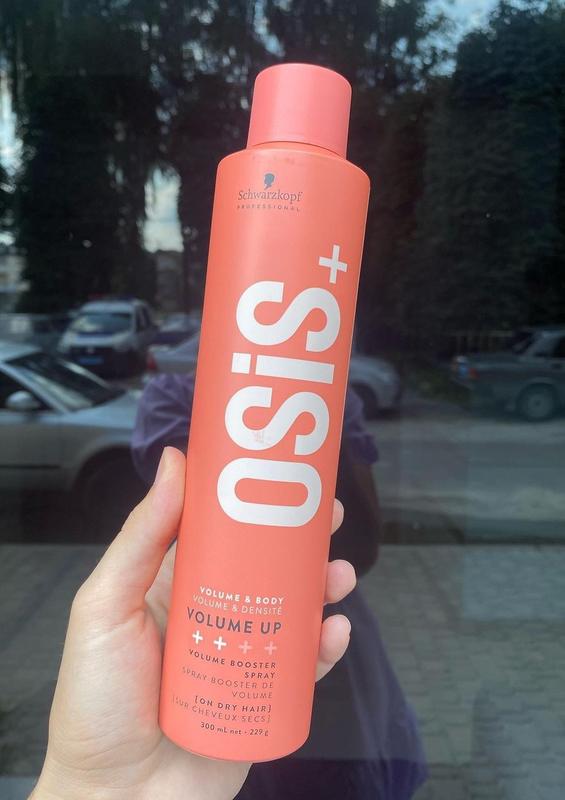 Schwarzkopf
PROFESSIONAL
OSiS+
VOLUME & BODY
VOLUME & DENSITÉ
VOLUME UP
++++
VOLUME BOOSTER
SPRAY
SPRAY BOOSTER DE
VOLUME
[ON DRY HAIR]
[SUR CHEVEUX SECS]
300 mL net - 229 g